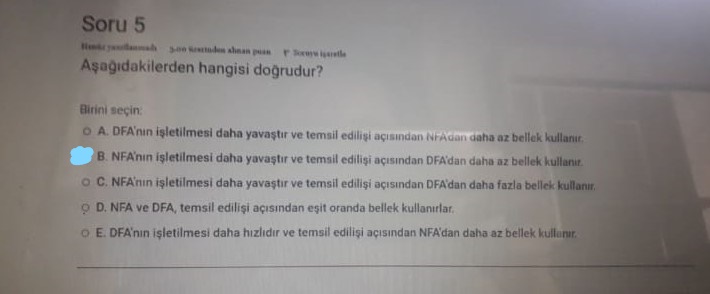 Soru 5
Henüz yanıtlanmadı 5,00 üzerinden alınan puan Soruyu işaretle
Aşağıdakilerden hangisi doğrudur?
Birini seçin:
A. DFA'nın işletilmesi daha yavaştır ve temsil edilişi açısından NFA'dan daha az bellek kullanır.
B. NFA'nın işletilmesi daha yavaştır ve temsil edilişi açısından DFA'dan daha az bellek kullanır.
C. NFA'nın işletilmesi daha yavaştır ve temsil edilişi açısından DFA'dan daha fazla bellek kullanır.
D. NFA ve DFA, temsil edilişi açısından eşit oranda bellek kullanırlar.
E. DFA'nın işletilmesi daha hızlıdır ve temsil edilişi açısından NFA'dan daha az bellek kullanır.